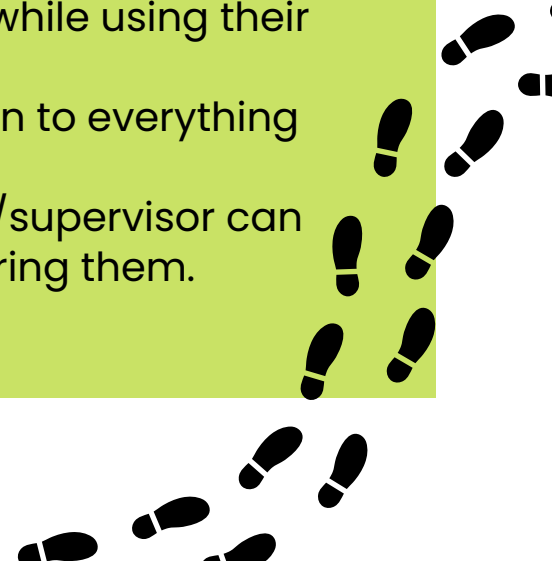 while using their
n to everything
/supervisor can
ring them.